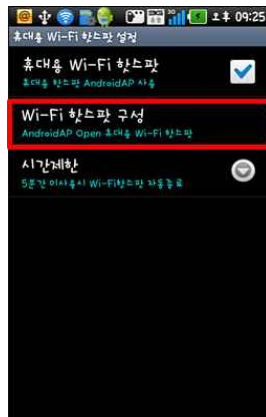 오후 09:25
휴대용 Wi-Fi 핫스팟 설정
휴대용 Wi-Fi 핫스팟
휴대용 핫스팟 AndroidAP 사용
Wi-Fi 핫스팟 구성
AndroidAP Open 휴대용 Wi-Fi 핫스팟
시간제한
5분간 미사용시 Wi-Fi핫스팟 자동종료